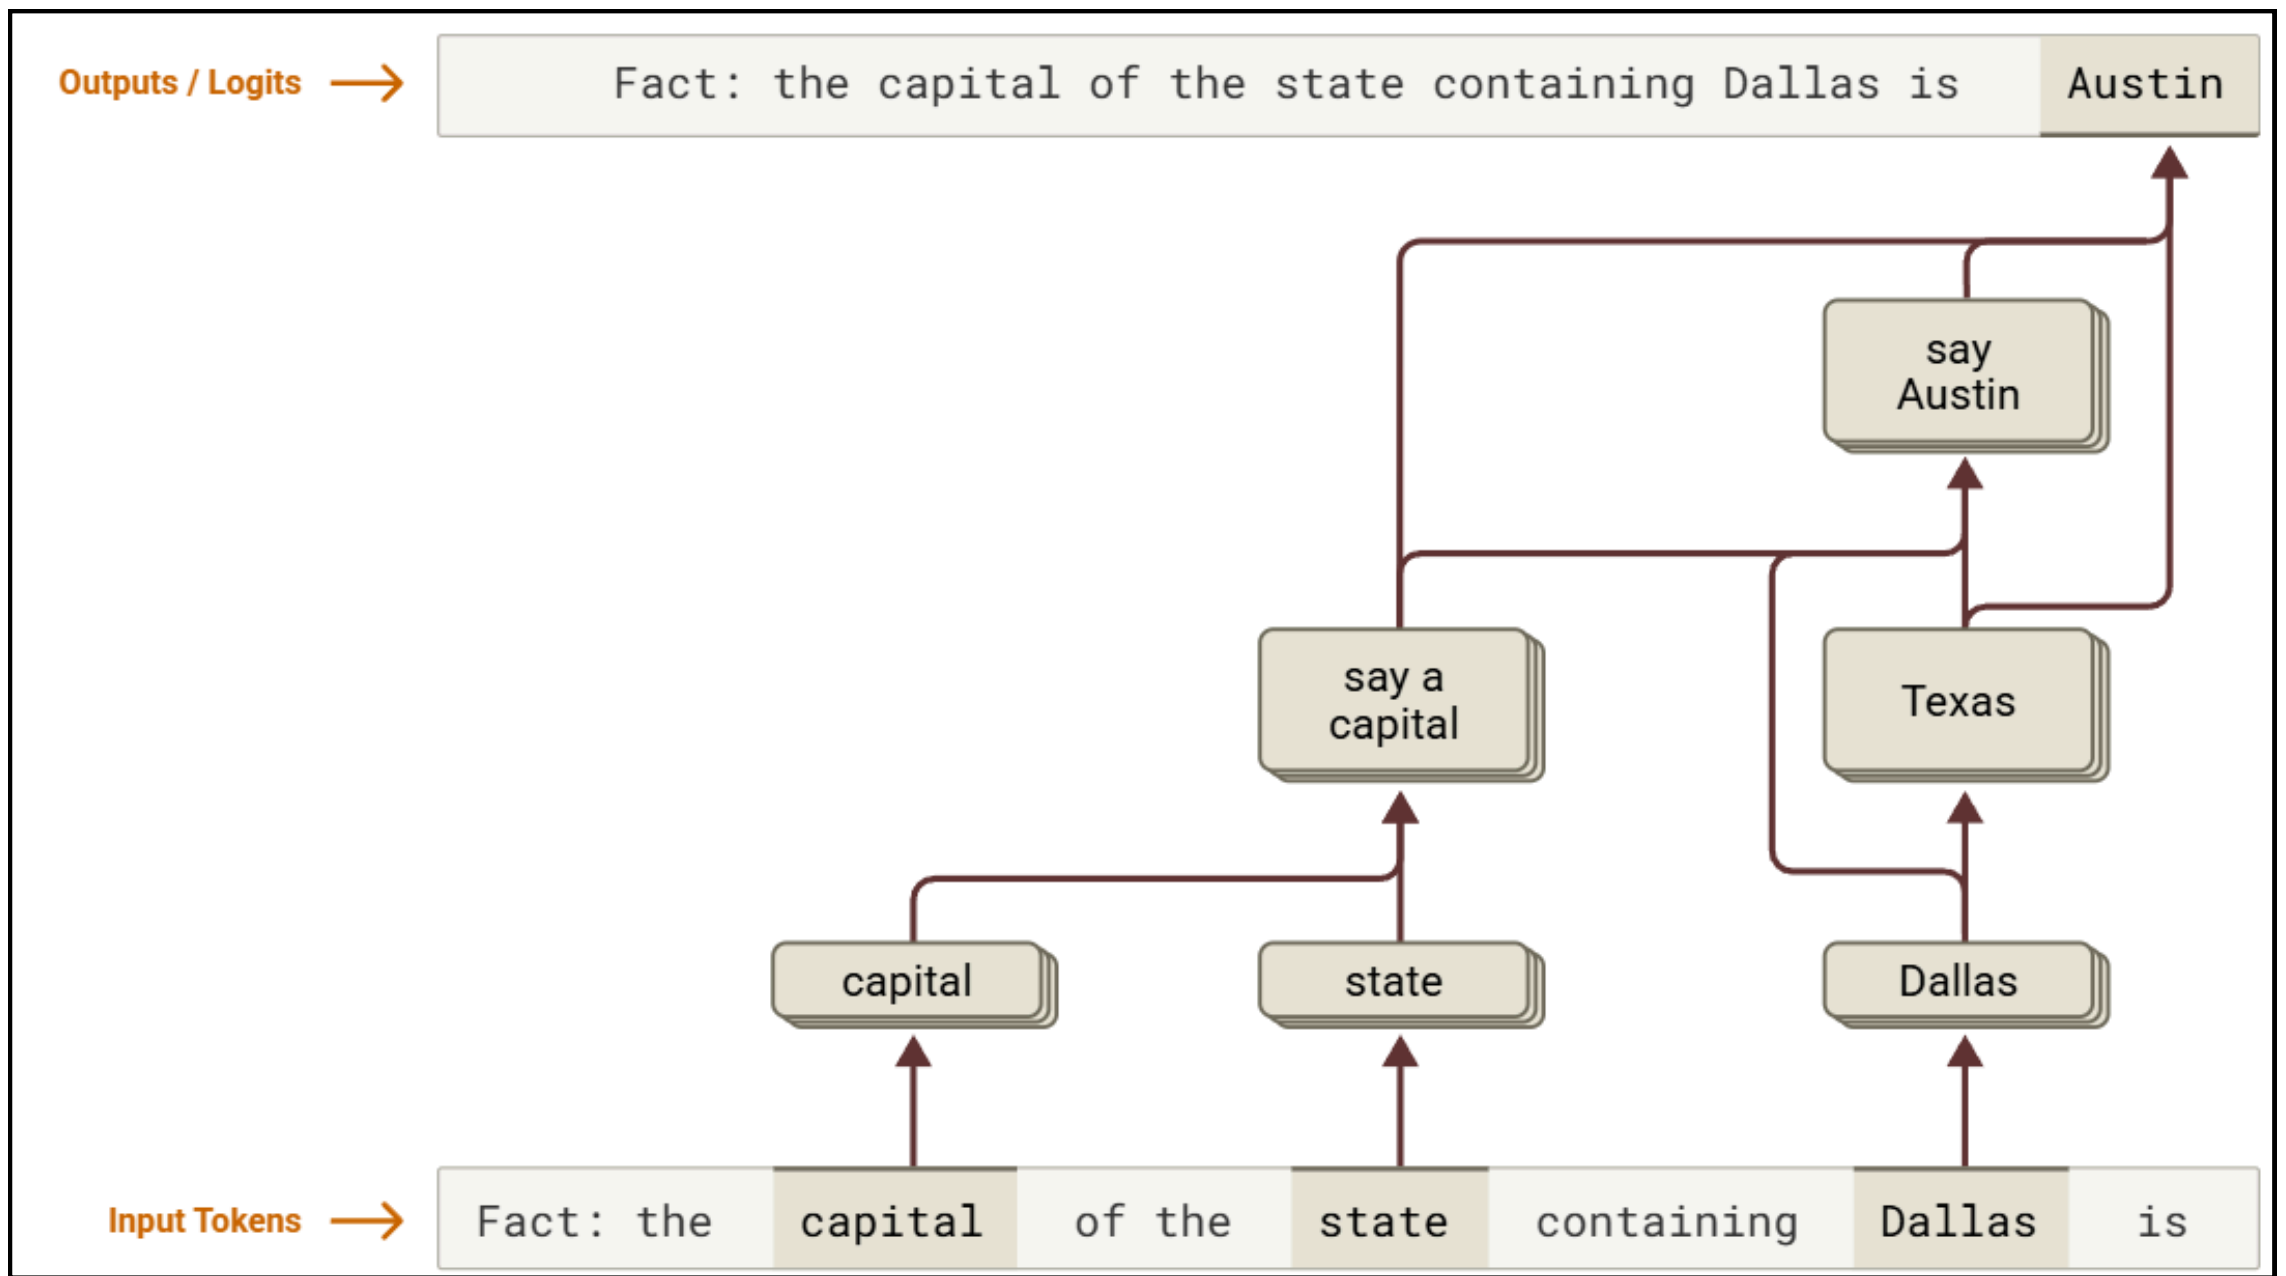 Outputs / Logits
Fact: the capital of the state containing Dallas is Austin
say
Austin
say a
capital
Texas
capital
state
Dallas
Input Tokens
Fact: the capital of the state containing Dallas is